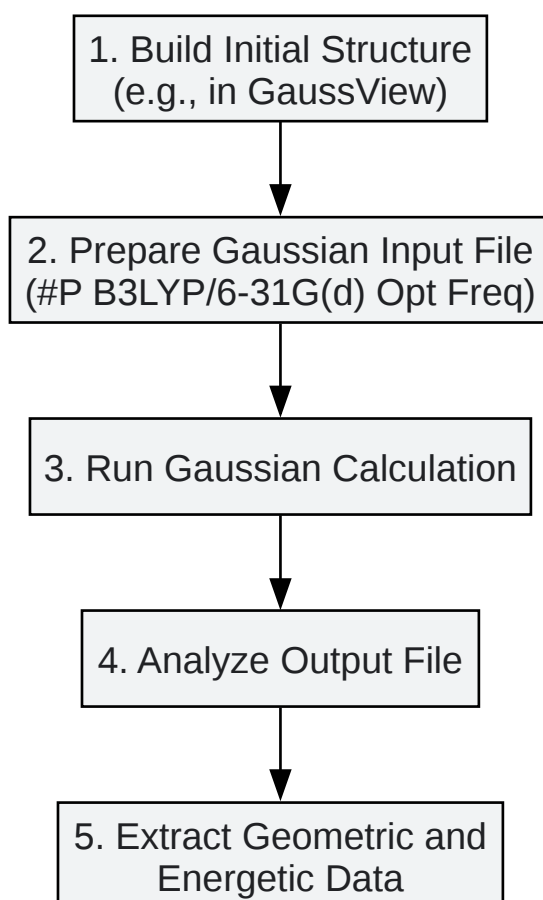 1. Build Initial Structure
(e.g., in GaussView)
2. Prepare Gaussian Input File
(#P B3LYP/6-31G(d) Opt Freq)
3. Run Gaussian Calculation
4. Analyze Output File
5. Extract Geometric and
Energetic Data